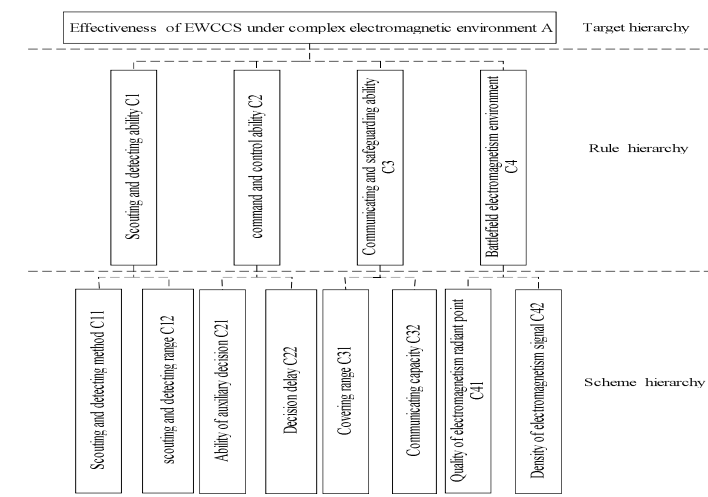 Effectiveness of EWCCS under complex electromagnetic environment A
Target hierarchy
Scouting and detecting ability C1
command and control ability C2
Communicating and safeguarding ability
C3
Battlefield electromagnetism environment
C4
Rule hierarchy
Scouting and detecting method C11
scouting and detecting range C12
Ability of auxiliary decision C21
Decision delay C22
Covering range C31
Communicating capacity C32
Quality of electromagnetism radiant point
C41
Density of electromagnetism signal C42
Scheme hierarchy